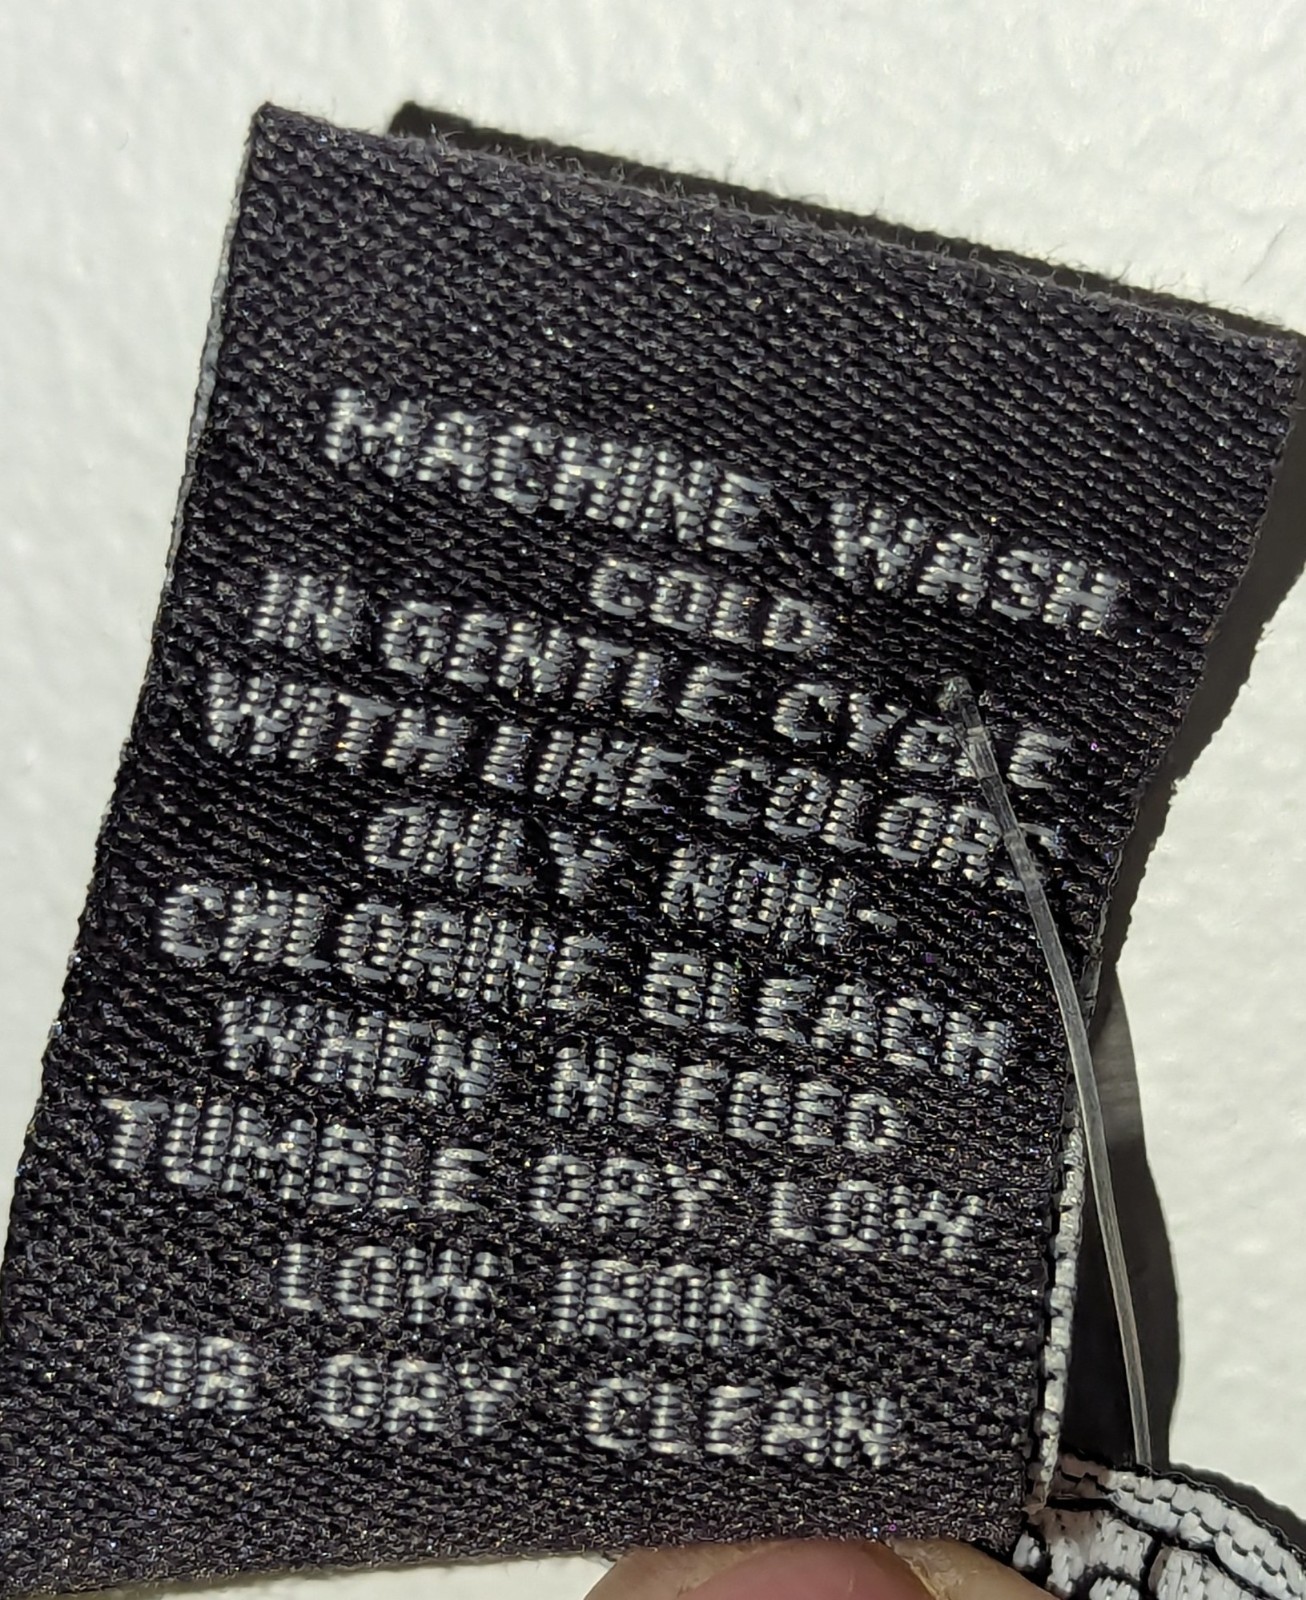 MACHINE WASH
COLD
IN GENTLE CYCLE
WITH LIKE COLORS
ONLY NON-
CHLORINE BLEACH
WHEN NEEDED
TUMBLE DRY LOW
LOW IRON
OR DRY CLEAN